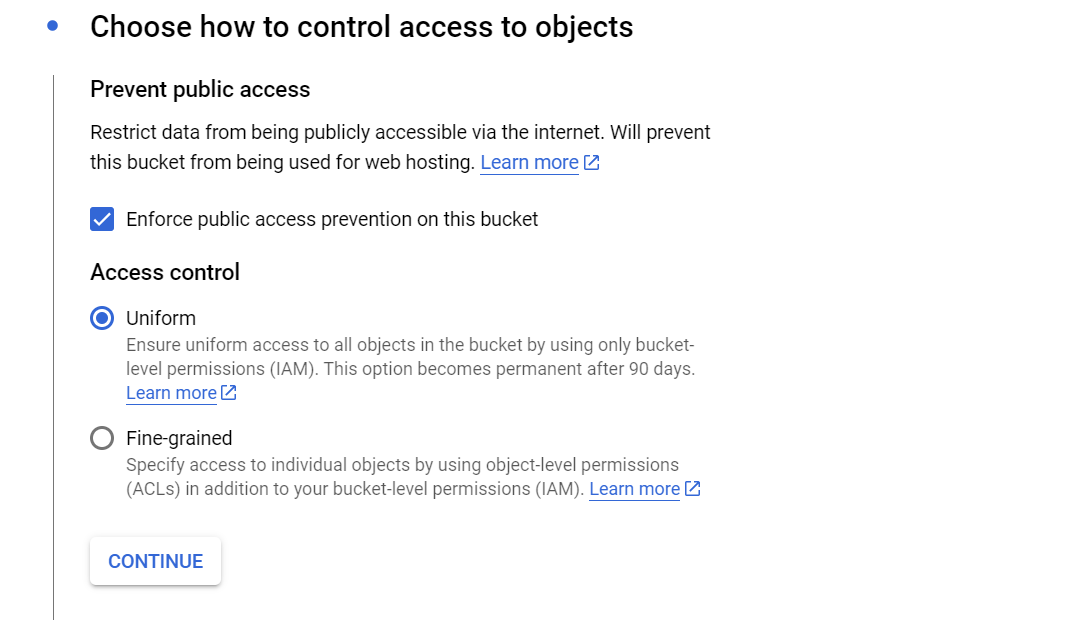 Choose how to control access to objects
Prevent public access
Restrict data from being publicly accessible via the internet. Will prevent
this bucket from being used for web hosting. Learn more
Enforce public access prevention on this bucket
Access control
Uniform
Ensure uniform access to all objects in the bucket by using only bucket-
level permissions (IAM). This option becomes permanent after 90 days.
Learn more
Fine-grained
Specify access to individual objects by using object-level permissions
(ACLs) in addition to your bucket-level permissions (IAM). Learn more
CONTINUE